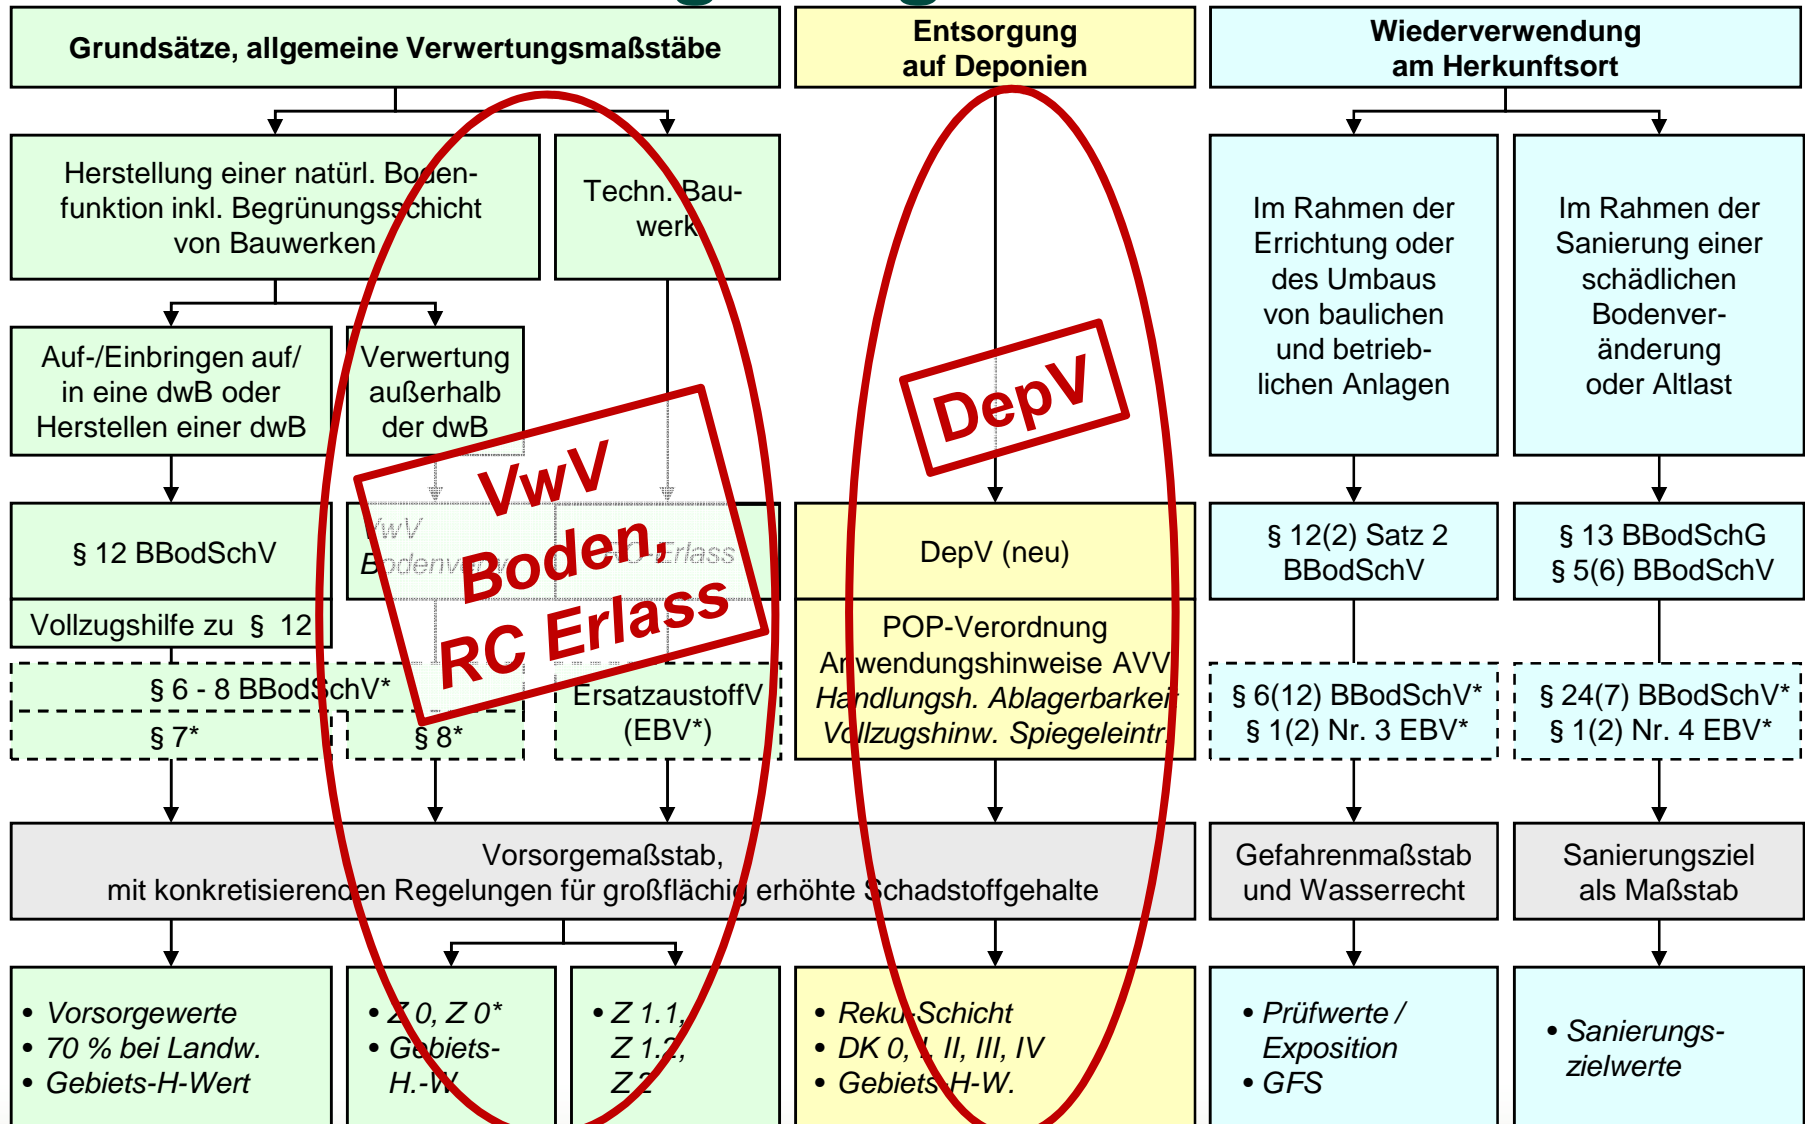 Grundsätze, allgemeine Verwertungsmaßstäbe
Entsorgung
auf Deponien
Wiederverwendung
am Herkunftsort
Herstellung einer natürl. Boden-
funktion inkl. Begrünungsschicht
von Bauwerken
Techn. Bau-
werk
Im Rahmen der
Errichtung oder
des Umbaus
von baulichen
und betrieb-
lichen Anlagen
Im Rahmen der
Sanierung einer
schädlichen
Bodenver-
änderung
oder Altlast
Auf-/Einbringen auf/
in eine dwB oder
Herstellen einer dwB
Verwertung
außerhalb
der dwB
VwV
Boden,
RC Erlass
DepV
§ 12 BBodSchV
VwV
Erlass
DepV (neu)
§ 12(2) Satz 2
BBodSchV
§ 13 BBodSchG
§ 5(6) BBodSchV
Vollzugshilfe zu § 12
POP-Verordnung
Anwendungshinweise AVV
Handlungsh. Ablagerbarkeit
Vollzugshinw. Spiegeleintr.
§ 6 - 8 BBodSchV*
§ 7*
§ 8*
ErsatzaustoffV
(EBV*)
§ 6(12) BBodSchV*
§ 1(2) Nr. 3 EBV*
§ 24(7) BBodSchV*
§ 1(2) Nr. 4 EBV*
Vorsorgemaßstab,
mit konkretisierenden Regelungen für großflächig erhöhte Schadstoffgehalte
Gefahrenmaßstab
und Wasserrecht
Sanierungsziel
als Maßstab
• Vorsorgewerte
• 70 % bei Landw.
• Gebiets-H-Wert
• Z 0, Z 0*
• Gebiets-
H.-W.
• Z 1.1,
Z 1.2,
Z 2
• Reku-Schicht
• DK 0, I, II, III, IV
• Gebiets-H-W.
• Prüfwerte /
Exposition
• GFS
• Sanierungs-
zielwerte